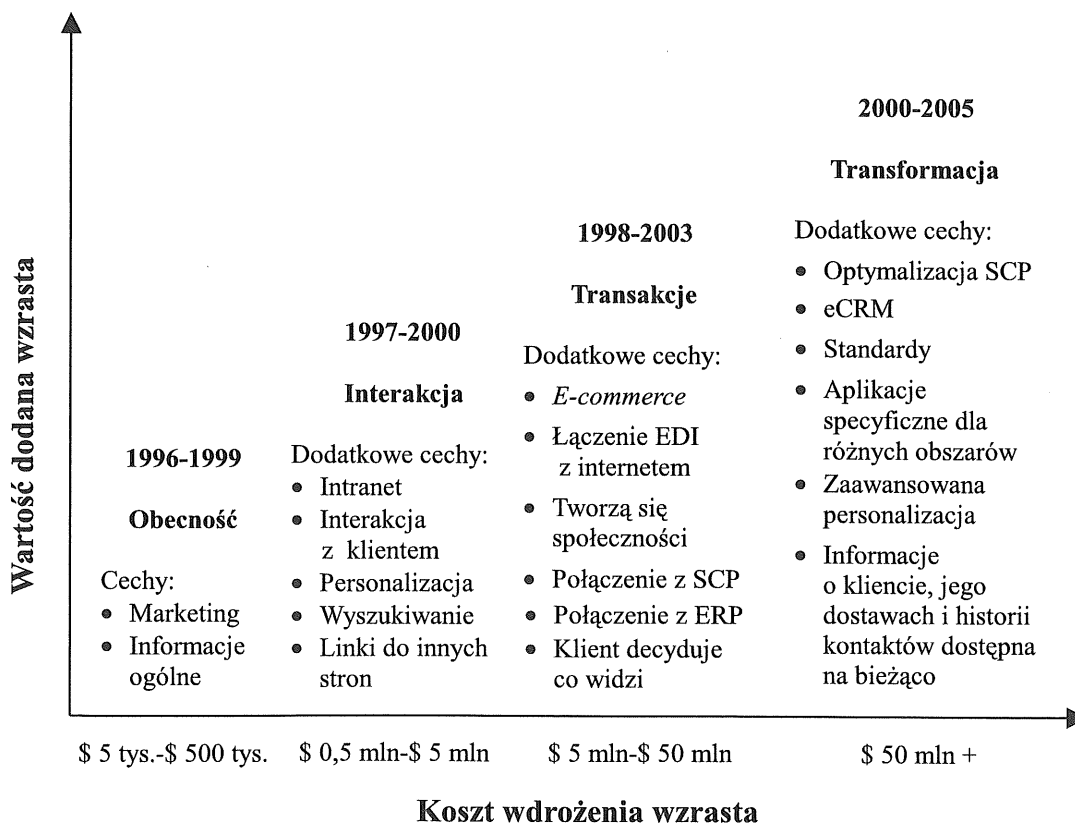 Wartość dodana wzrasta
1996-1999
Obecność
Cechy:
• Marketing
• Informacje
ogólne
1997-2000
Interakcja
Dodatkowe cechy:
• Intranet
• Interakcja
z klientem
• Personalizacja
• Wyszukiwanie
• Linki do innych
stron
1998-2003
Transakcje
Dodatkowe cechy:
• E-commerce
• Łączenie EDI
z internetem
• Tworzą się
społeczności
• Połączenie z SCP
• Połączenie z ERP
• Klient decyduje
co widzi
2000-2005
Transformacja
Dodatkowe cechy:
• Optymalizacja SCP
• eCRM
• Standardy
• Aplikacje
specyficzne dla
różnych obszarów
• Zaawansowana
personalizacja
• Informacje
o kliencie, jego
dostawach i historii
kontaktów dostępna
na bieżąco
$ 5 tys.-$ 500 tys.
$ 0,5 mln-$ 5 mln
$ 5 mln-$ 50 mln
$ 50 mln +
Koszt wdrożenia wzrasta